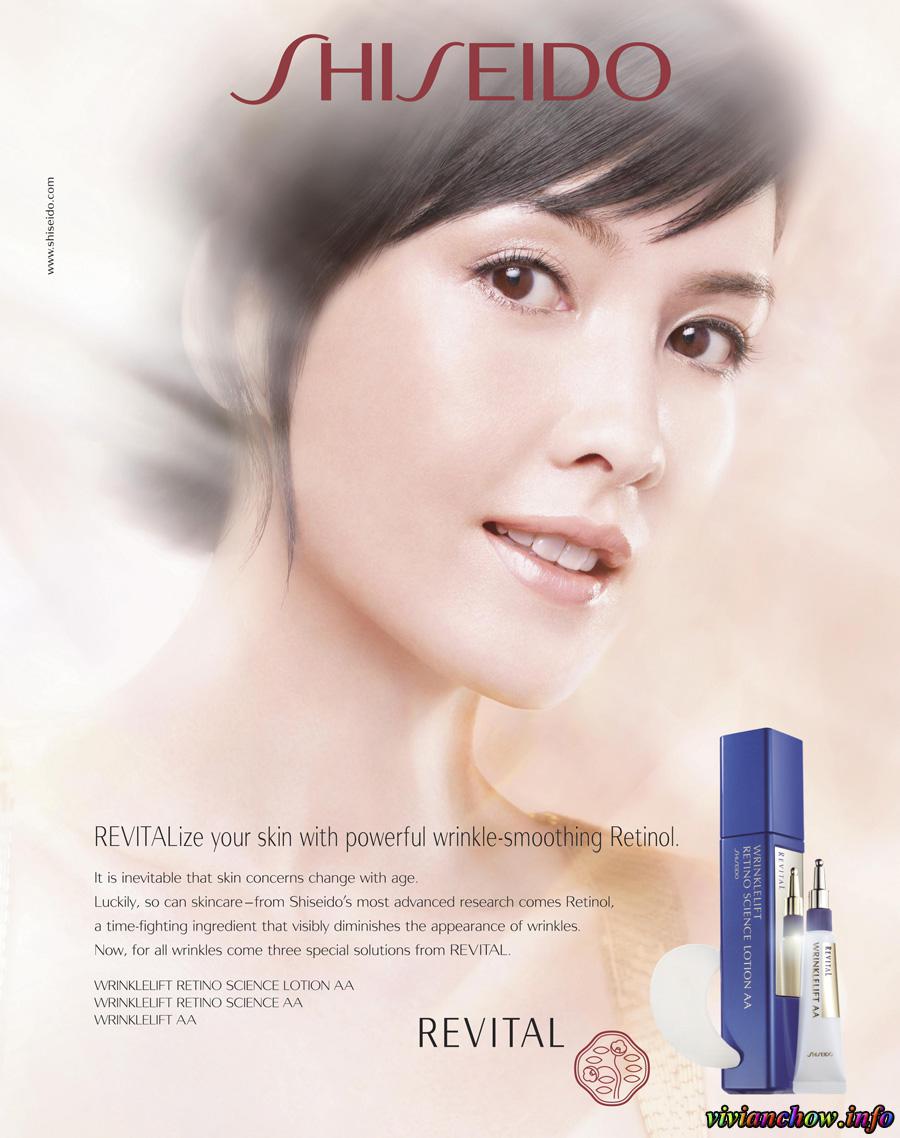 SHISEIDO
www.shiseido.com
REVITALize your skin with powerful wrinkle-smoothing Retinol.
It is inevitable that skin concerns change with age.
Luckily, so can skincare–from Shiseido's most advanced research comes Retinol,
a time-fighting ingredient that visibly diminishes the appearance of wrinkles.
Now, for all wrinkles come three special solutions from REVITAL.
WRINKLELIFT RETINO SCIENCE LOTION AA
WRINKLELIFT RETINO SCIENCE AA
WRINKLELIFT AA
REVITAL
WRINKLELIFT
RETINO SCIENCE LOTION AA
SHISEIDO
REVITAL
REVITAL
WRINKLELIFT AA
SHISEIDO
vivianchow.info